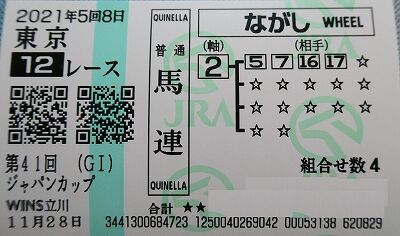 2021年5回8日
東京
12レース
第41回 (GI)
ジャパンカップ
WINS立川
11月28日
QUINELLA
普通
馬連
QUINELLA
ながし WHEEL
(軸) (相手)
2 5 7 16 17 ☆
☆ ☆ ☆ ☆ ☆
☆ ☆ ☆ ☆ ☆
☆ ☆
組合せ数4
合計 ★★
JRA
3441300684723 1250040269042 00053138 620829